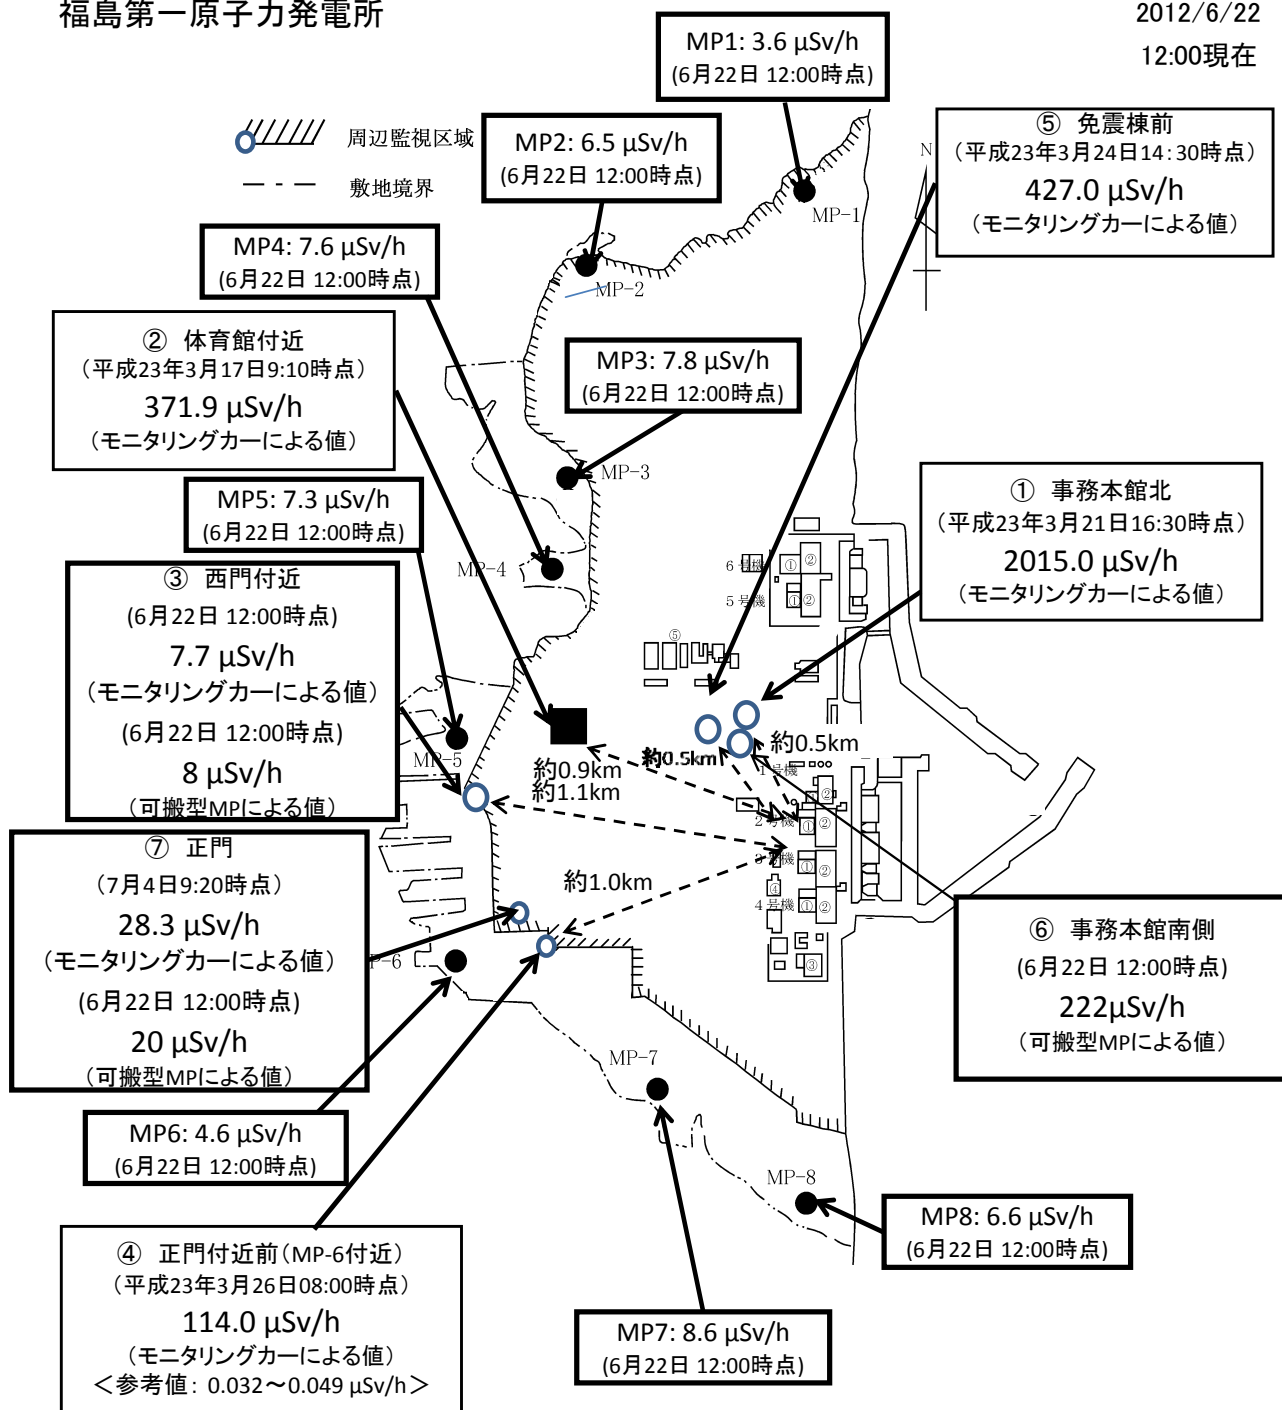 福島第一原子力発電所
2012/6/22
12:00現在
周辺監視区域
敷地境界
MP1: 3.6 μSv/h
(6月22日 12:00時点)
MP2: 6.5 μSv/h
(6月22日 12:00時点)
MP4: 7.6 μSv/h
(6月22日 12:00時点)
⑤ 免震棟前
（平成23年3月24日14：30時点）
427.0 μSv/h
（モニタリングカーによる値）
N
MP-1
MP-2
② 体育館付近
（平成23年3月17日9:10時点）
371.9 μSv/h
（モニタリングカーによる値）
MP3: 7.8 μSv/h
(6月22日 12:00時点)
MP-3
MP5: 7.3 μSv/h
(6月22日 12:00時点)
① 事務本館北
（平成23年3月21日16:30時点）
2015.0 μSv/h
（モニタリングカーによる値）
MP-4
③ 西門付近
(6月22日 12:00時点)
7.7 μSv/h
（モニタリングカーによる値）
(6月22日 12:00時点)
8 μSv/h
（可搬型MPによる値）
６号機
①
②
５号機
①
②
⑤
MP-5
約0.9km
約1.1km
約0.5km
約0.5km
１号機
②
２号機
①
②
３号機
①
②
④
４号機
①
②
③
約1.0km
⑦ 正門
(7月4日9:20時点)
28.3 μSv/h
（モニタリングカーによる値）
(6月22日 12:00時点)
20 μSv/h
（可搬型MPによる値）
P-6
⑥ 事務本館南側
(6月22日 12:00時点)
222μSv/h
（可搬型MPによる値）
MP-7
MP6: 4.6 μSv/h
(6月22日 12:00時点)
MP-8
MP8: 6.6 μSv/h
(6月22日 12:00時点)
④ 正門付近前（MP-6付近）
（平成23年3月26日08:00時点）
114.0 μSv/h
（モニタリングカーによる値）
＜参考値： 0.032～0.049 μSv/h＞
MP7: 8.6 μSv/h
(6月22日 12:00時点)